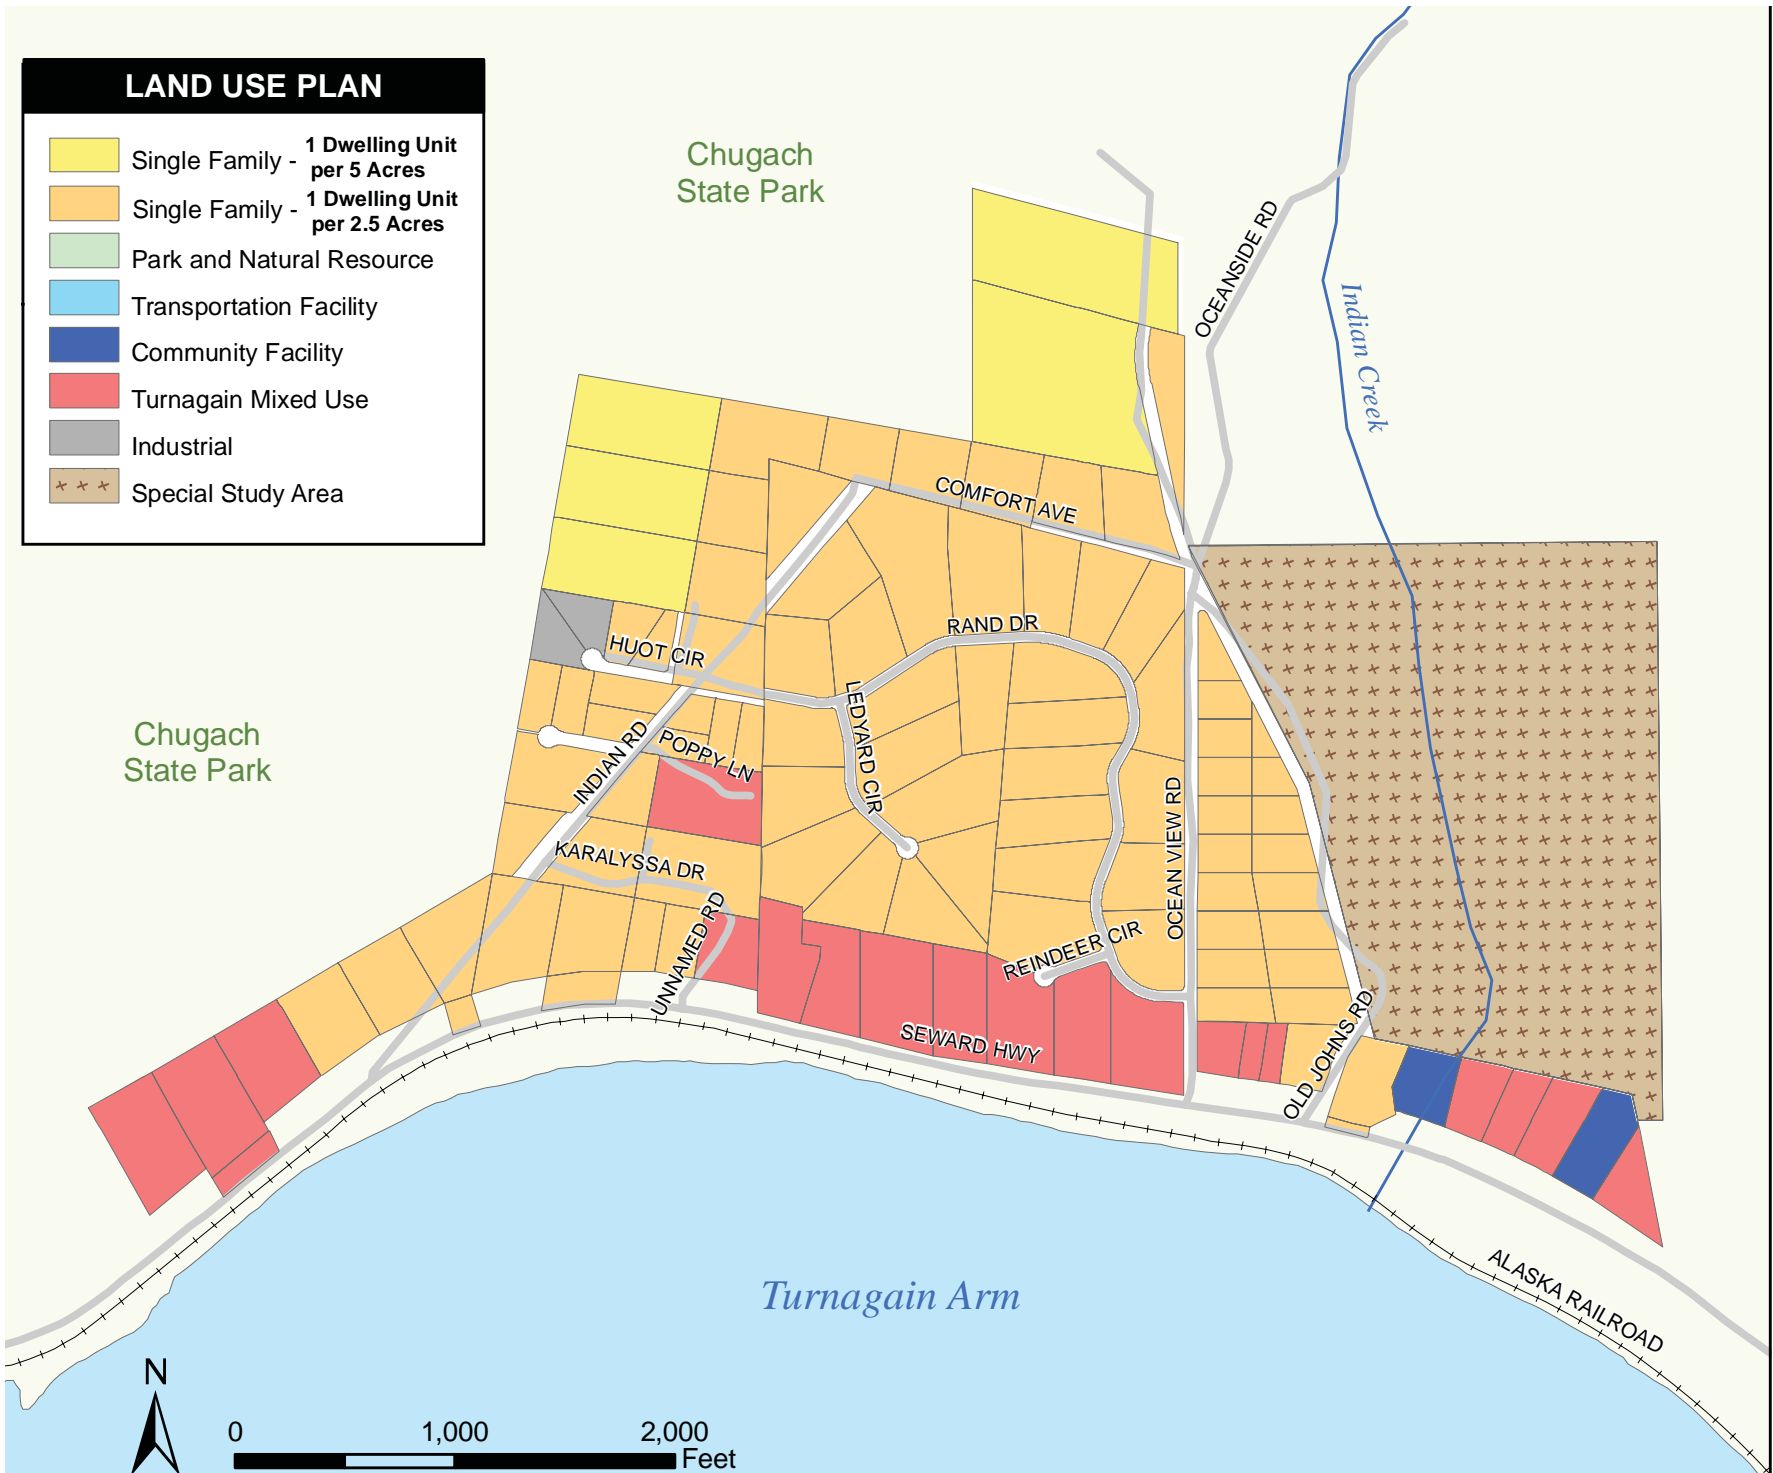 LAND USE PLAN
Single Family - 1 Dwelling Unit
per 5 Acres
Single Family - 1 Dwelling Unit
per 2.5 Acres
Park and Natural Resource
Transportation Facility
Community Facility
Turnagain Mixed Use
Industrial
Special Study Area
Chugach
State Park
OCEANSIDE RD
Indian Creek
COMFORT AVE
RAND DR
HUOT CIR
LEDYARD CIR
Chugach
State Park
INDIAN RD
POPPY LN
KARALYSSA DR
OCEAN VIEW RD
UNNAMED RD
REINDEER CIR
SEWARD HWY
OLD JOHNS RD
Turnagain Arm
ALASKA RAILROAD
N
0 1,000 2,000
Feet